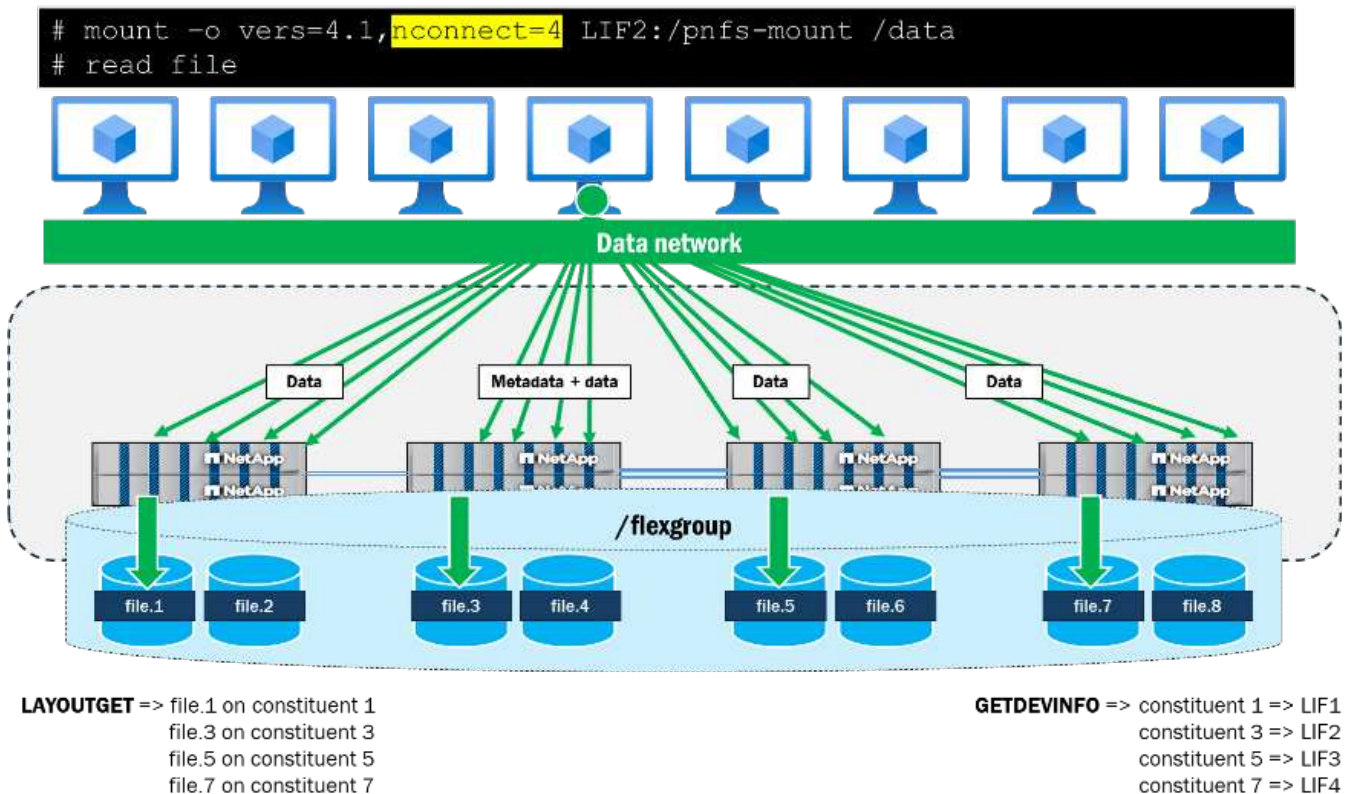 # mount -o vers=4.1,nconnect=4 LIF2:/pnfs-mount /data
# read file
Data network
Data
Metadata + data
Data
Data
NetApp
NetApp
NetApp
NetApp
NetApp
NetApp
NetApp
NetApp
/flexgroup
file.1
file.2
file.3
file.4
file.5
file.6
file.7
file.8
LAYOUTGET => file.1 on constituent 1
file.3 on constituent 3
file.5 on constituent 5
file.7 on constituent 7
GETDEVINFO => constituent 1 => LIF1
constituent 3 => LIF2
constituent 5 => LIF3
constituent 7 => LIF4